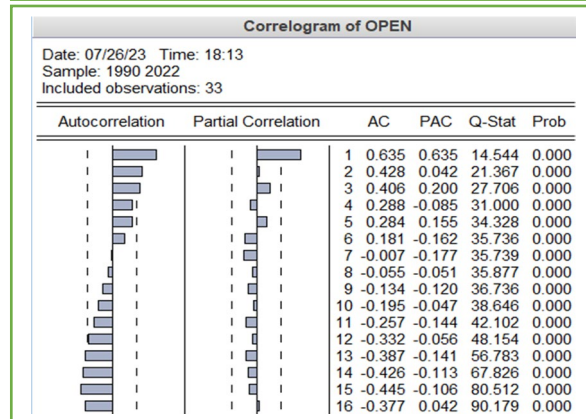 Correlogram of OPEN
Date: 07/26/23 Time: 18:13
Sample: 1990 2022
Included observations: 33
Autocorrelation Partial Correlation AC PAC Q-Stat Prob
1 0.635 0.635 14.544 0.000
2 0.428 0.042 21.367 0.000
3 0.406 0.200 27.706 0.000
4 0.288 -0.085 31.000 0.000
5 0.284 0.155 34.328 0.000
6 0.181 -0.162 35.736 0.000
7 -0.007 -0.177 35.739 0.000
8 -0.055 -0.051 35.877 0.000
9 -0.134 -0.120 36.736 0.000
10 -0.195 -0.047 38.646 0.000
11 -0.257 -0.144 42.102 0.000
12 -0.332 -0.056 48.154 0.000
13 -0.387 -0.141 56.783 0.000
14 -0.426 -0.113 67.826 0.000
15 -0.445 -0.106 80.512 0.000
16 -0.377 0.042 90.179 0.000